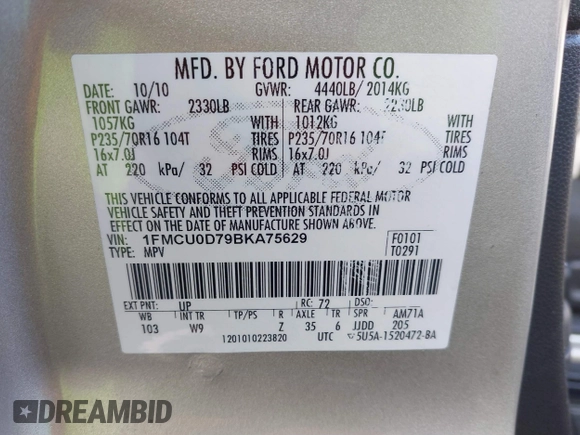 MFD. BY FORD MOTOR CO.
DATE: 10/10 GVWR: 4440LB/ 2014KG
FRONT GAWR: 2330LB REAR GAWR: 2230LB
1057KG WITH 1012KG WITH
P235/70R16 104T TIRES P235/70R16 104T TIRES
16x7.0J RIMS 16x7.0J RIMS
AT 220 kPa/ 32 PSI COLD AT 220 kPa/ 32 PSI COLD
THIS VEHICLE CONFORMS TO ALL APPLICABLE FEDERAL MOTOR
VEHICLE SAFETY AND THEFT PREVENTION STANDARDS IN
EFFECT ON THE DATE OF MANUFACTURE SHOWN ABOVE.
VIN: 1FMCU0D79BKA75629 F0101
TYPE: MPV T0291
EXT PNT: UP RC: 72
WB INT TR TP/PS R AXLE TR SPR AM71A
103 W9 Z 35 6 JJDD 205
1201010223820 UTC 5U5A-1520472-BA
DREAMBID